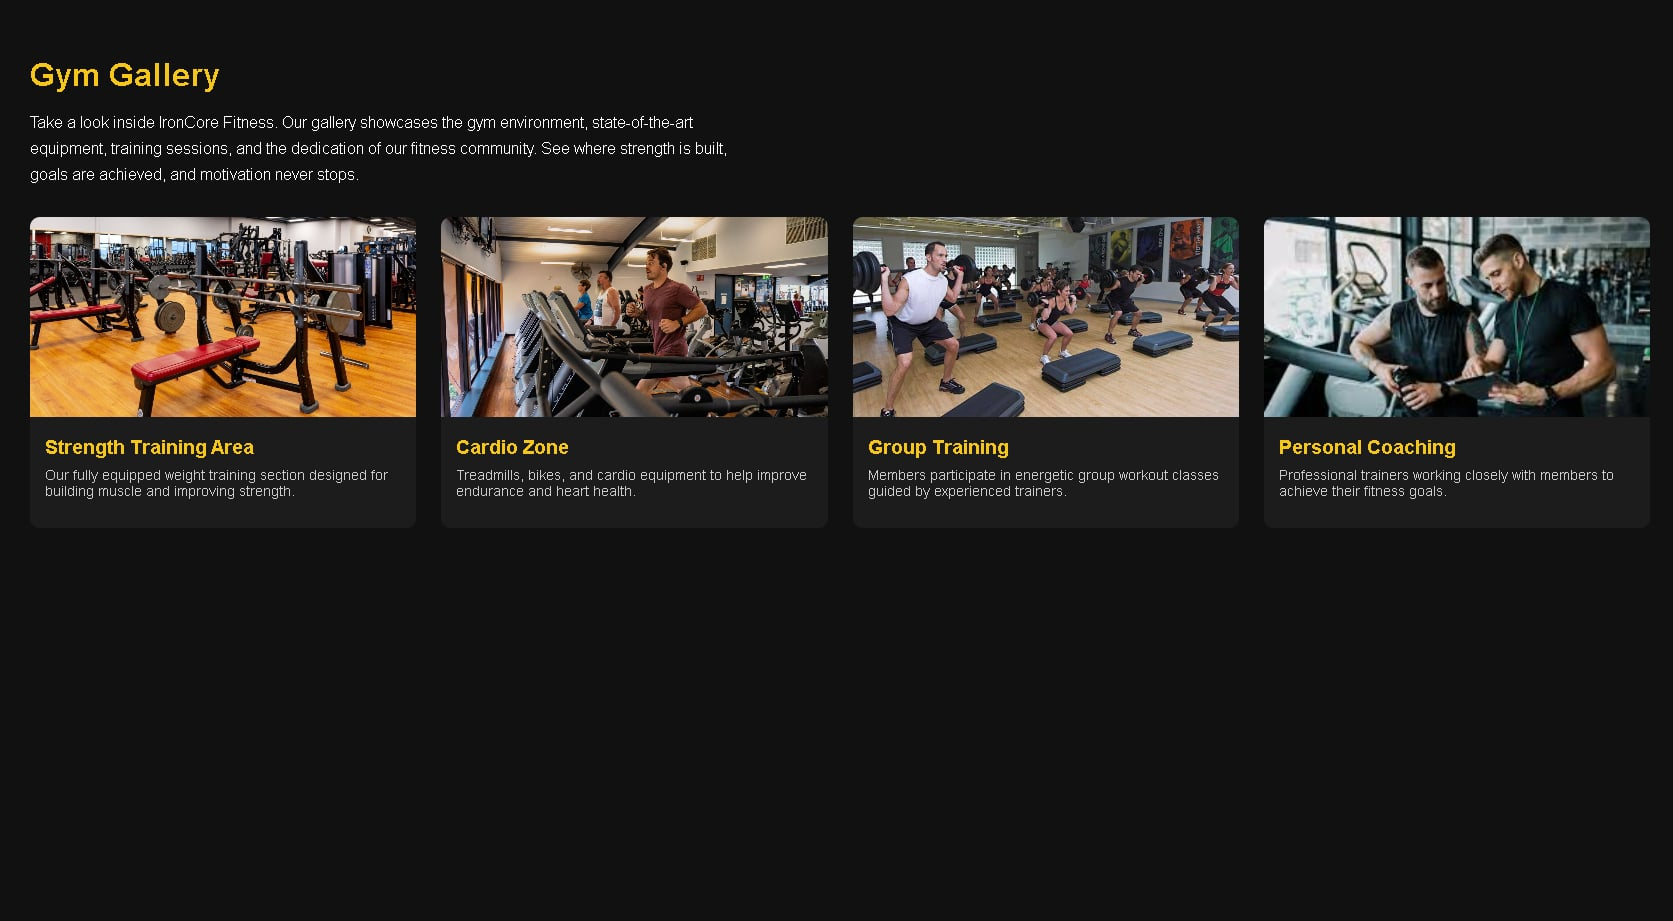 Gym Gallery
Take a look inside IronCore Fitness. Our gallery showcases the gym environment, state-of-the-art
equipment, training sessions, and the dedication of our fitness community. See where strength is built,
goals are achieved, and motivation never stops.
Strength Training Area
Our fully equipped weight training section designed for
building muscle and improving strength.
Cardio Zone
Treadmills, bikes, and cardio equipment to help improve
endurance and heart health.
Group Training
Members participate in energetic group workout classes
guided by experienced trainers.
Personal Coaching
Professional trainers working closely with members to
achieve their fitness goals.